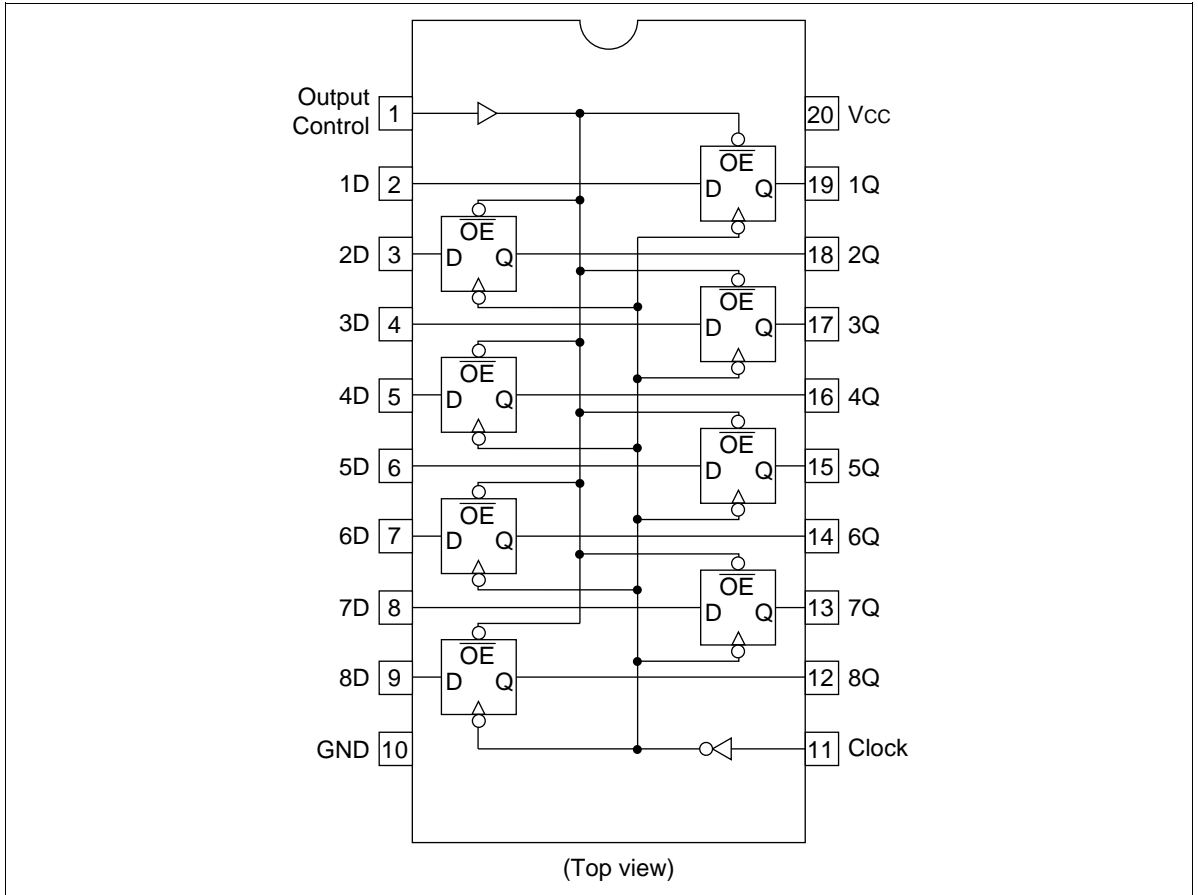 Output
Control 1 20 VCC
OE
1D 2 D Q 19 1Q
OE
2D 3 D Q 18 2Q
OE
3D 4 D Q 17 3Q
OE
4D 5 D Q 16 4Q
OE
5D 6 D Q 15 5Q
OE
6D 7 D Q 14 6Q
OE
7D 8 D Q 13 7Q
OE
8D 9 D Q 12 8Q
GND 10 11 Clock
(Top view)